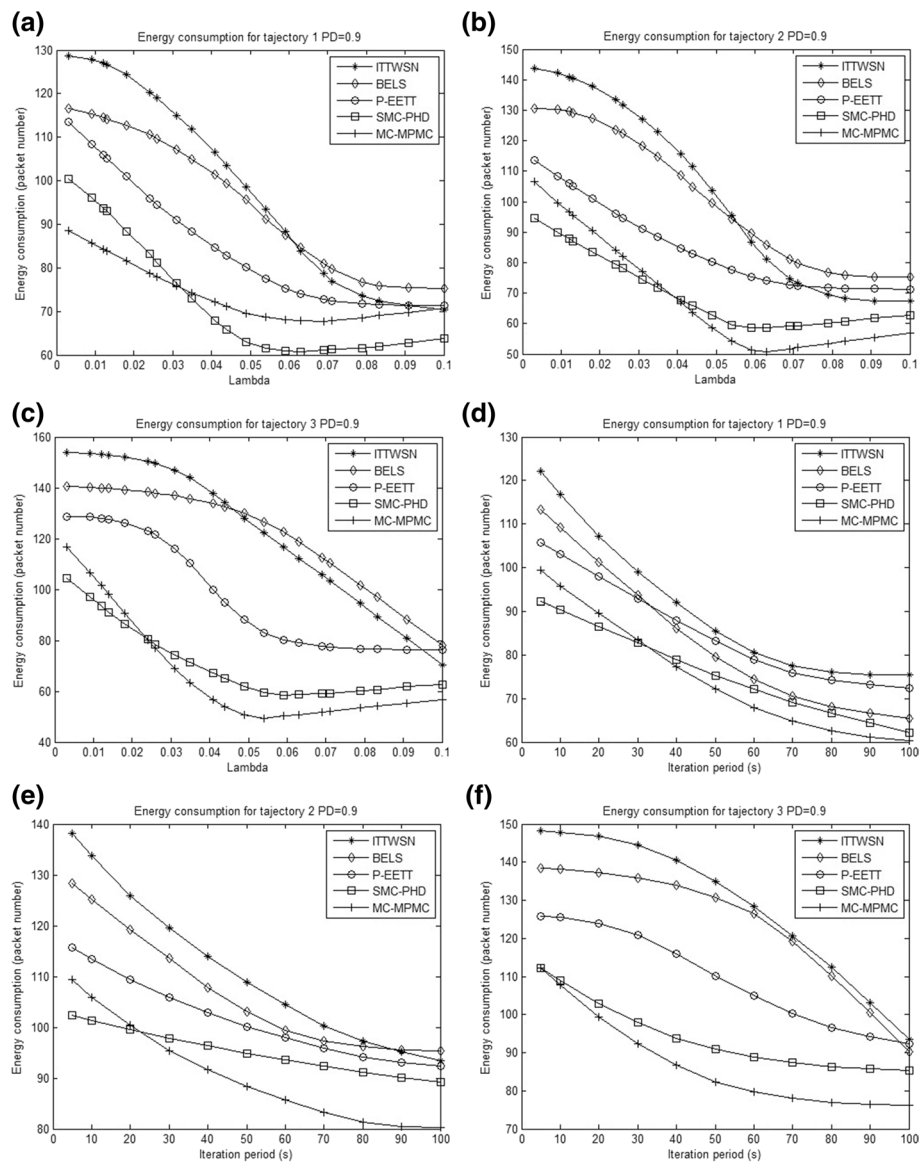 (a)
Energy consumption for tajectory 1 PD=0.9
Energy consumption (packet number)
130
120
110
100
90
80
70
60
ITTWSN
BELS
P-EETT
SMC-PHD
MC-MPMC
0 0.01 0.02 0.03 0.04 0.05 0.06 0.07 0.08 0.09 0.1
Lambda
(b)
Energy consumption for tajectory 2 PD=0.9
Energy consumption (packet number)
150
140
130
120
110
100
90
80
70
60
50
ITTWSN
BELS
P-EETT
SMC-PHD
MC-MPMC
0 0.01 0.02 0.03 0.04 0.05 0.06 0.07 0.08 0.09 0.1
Lambda
(c)
Energy consumption for tajectory 3 PD=0.9
Energy consumption (packet number)
160
140
120
100
80
60
40
ITTWSN
BELS
P-EETT
SMC-PHD
MC-MPMC
0 0.01 0.02 0.03 0.04 0.05 0.06 0.07 0.08 0.09 0.1
Lambda
(d)
Energy consumption for tajectory 1 PD=0.9
Energy consumption (packet number)
130
120
110
100
90
80
70
60
ITTWSN
BELS
P-EETT
SMC-PHD
MC-MPMC
0 10 20 30 40 50 60 70 80 90 100
Iteration period (s)
(e)
Energy consumption for tajectory 2 PD=0.9
Energy consumption (packet number)
140
130
120
110
100
90
80
ITTWSN
BELS
P-EETT
SMC-PHD
MC-MPMC
0 10 20 30 40 50 60 70 80 90 100
Iteration period (s)
(f)
Energy consumption for tajectory 3 PD=0.9
Energy consumption (packet number)
150
140
130
120
110
100
90
80
70
ITTWSN
BELS
P-EETT
SMC-PHD
MC-MPMC
0 10 20 30 40 50 60 70 80 90 100
Iteration period (s)